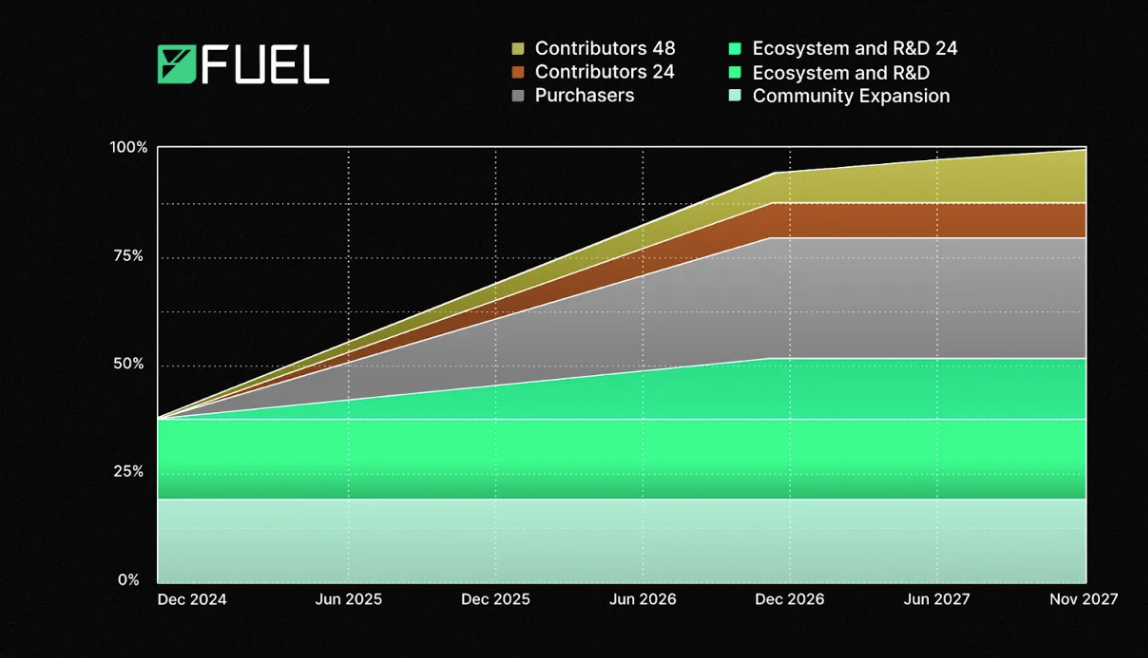 FUEL
Contributors 48
Contributors 24
Purchasers
Ecosystem and R&D 24
Ecosystem and R&D
Community Expansion
100%
75%
50%
25%
0%
Dec 2024
Jun 2025
Dec 2025
Jun 2026
Dec 2026
Jun 2027
Nov 2027